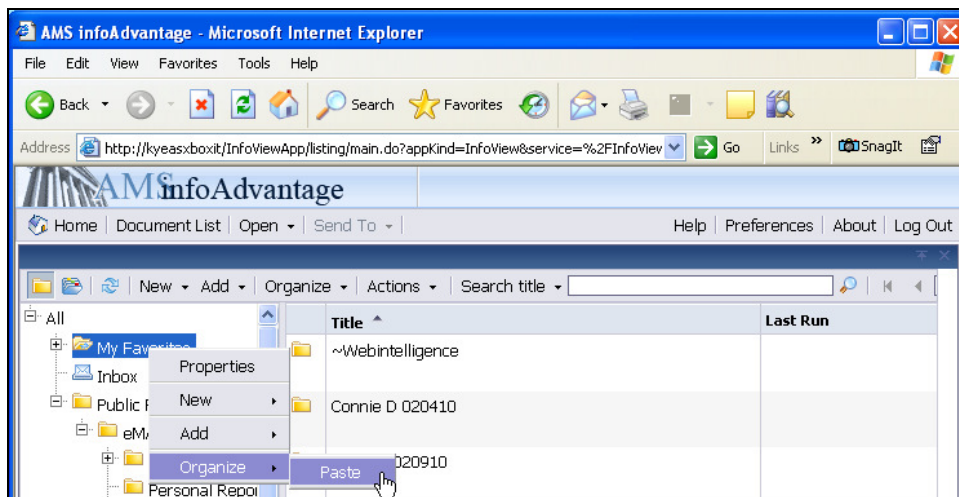 AMS infoAdvantage - Microsoft Internet Explorer
File Edit View Favorites Tools Help
Back Search Favorites
Address http://kyeasxboxit/InfoViewApp/listing/main.do?appKind=InfoView&service=%2FInfoView Go Links » SnagIt
AMS infoAdvantage
Home Document List Open Send To Help Preferences About Log Out
New Add Organize Actions Search title
All Title Last Run
My Favorites ~Webintelligence
Properties
Inbox
New
Public Connie D 020410
Add
Organize 020910
Paste
Personal Repor